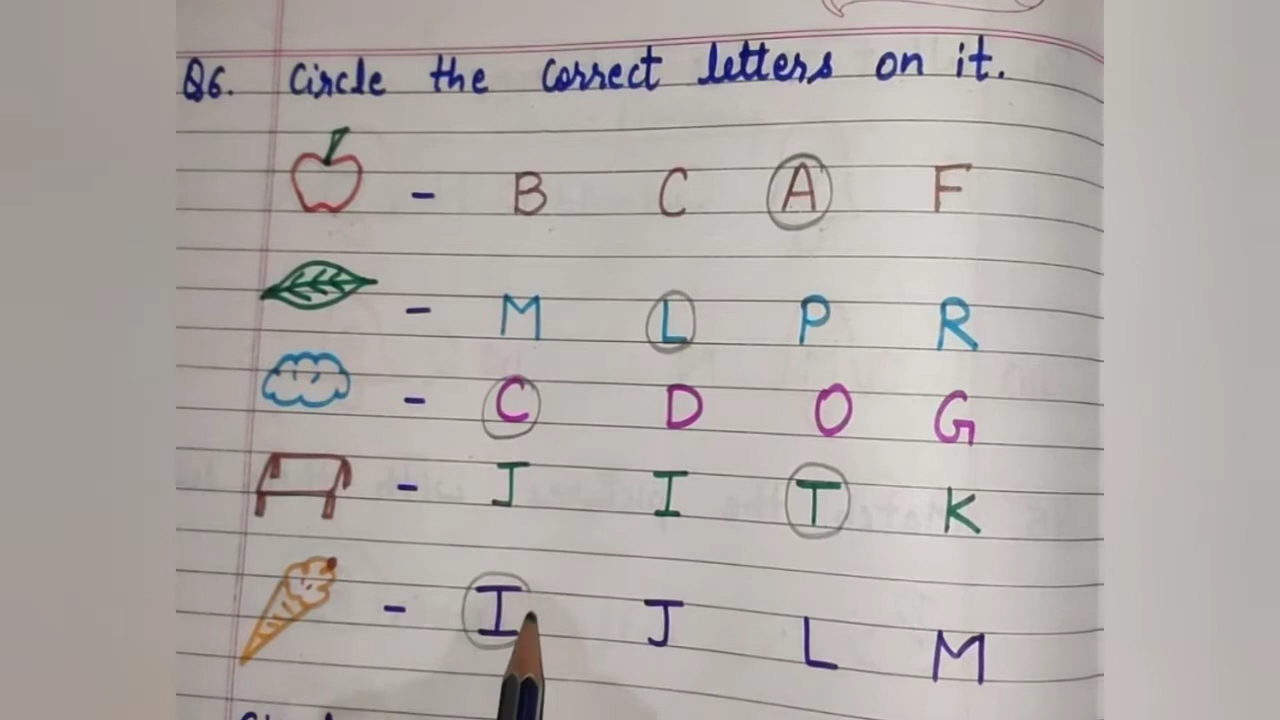 Q6. Circle the correct letters on it.
- B C A F
- M L P R
- C D O G
- J I T K
- I J L M